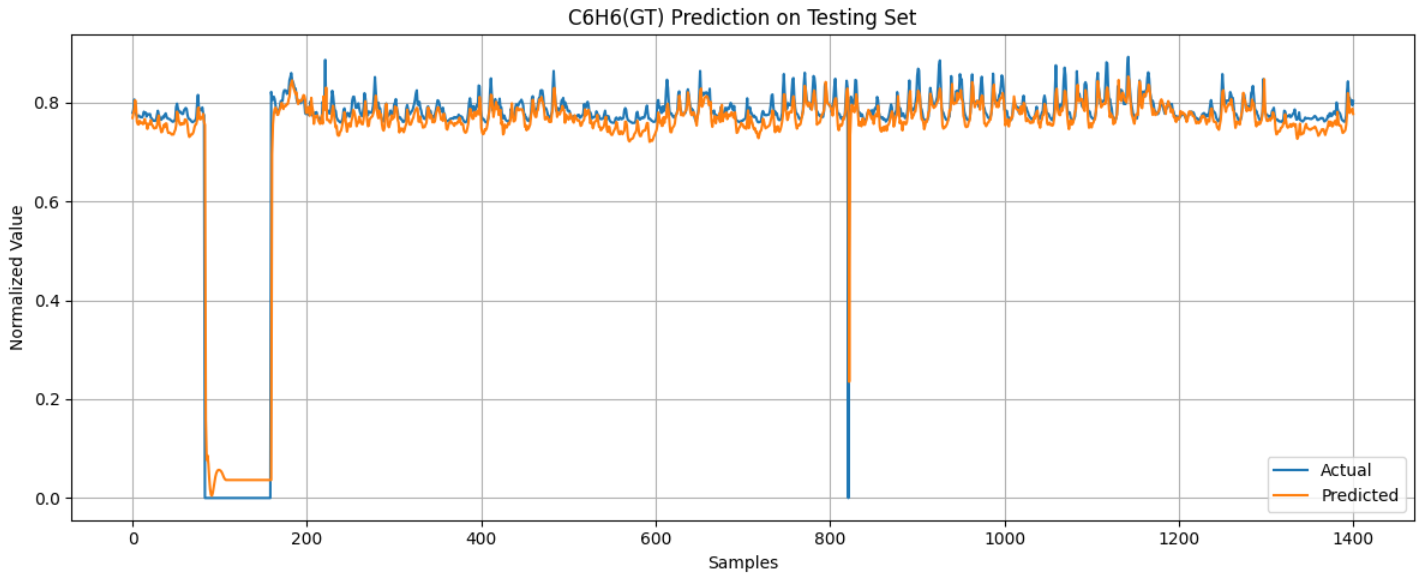 C6H6(GT) Prediction on Testing Set
Normalized Value
0.8
0.6
0.4
0.2
0.0
0 200 400 600 800 1000 1200 1400
Samples
Actual
Predicted